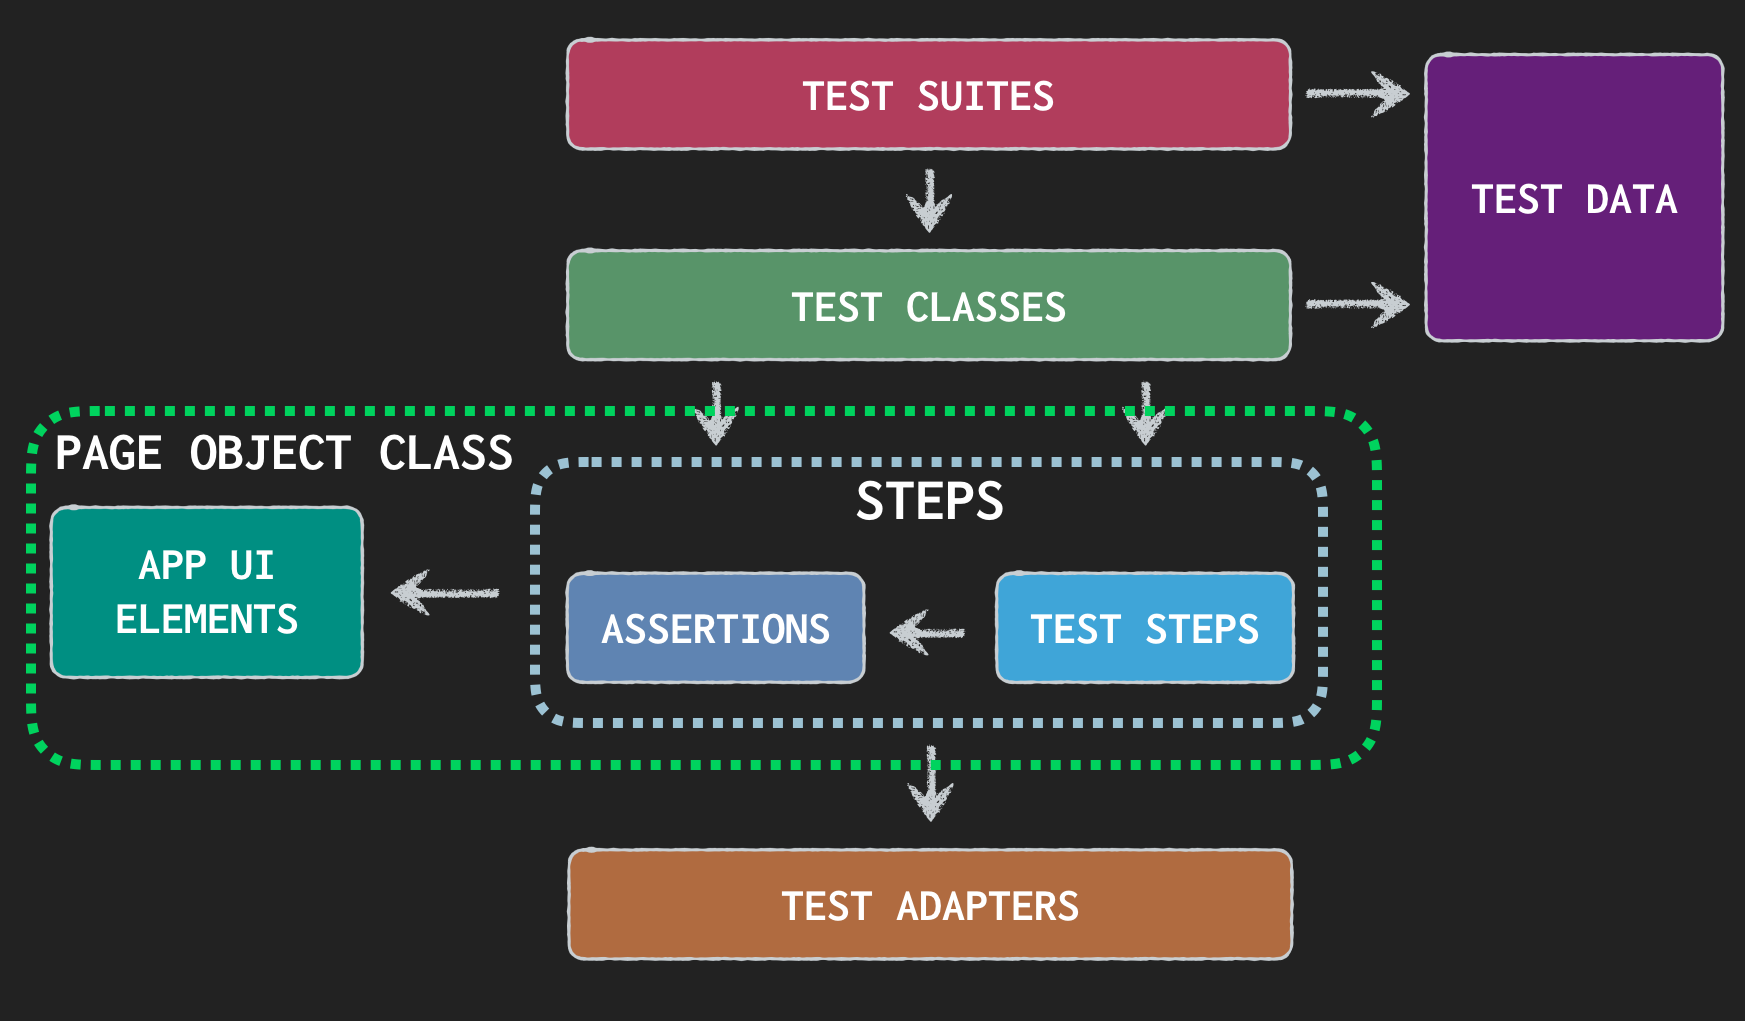 TEST SUITES
TEST DATA
TEST CLASSES
PAGE OBJECT CLASS
STEPS
APP UI
ELEMENTS
ASSERTIONS
TEST STEPS
TEST ADAPTERS